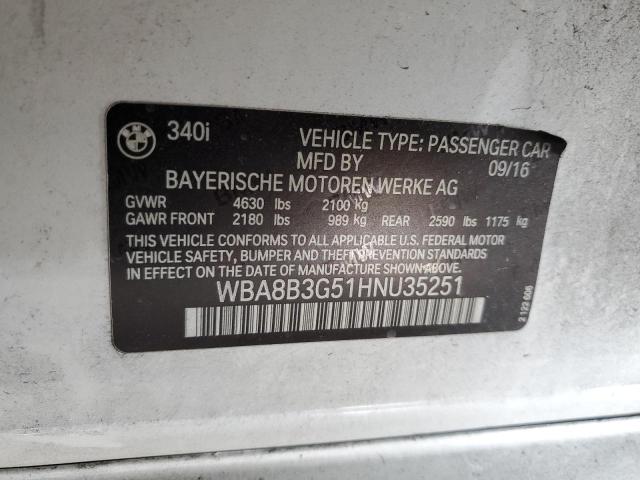 340i
VEHICLE TYPE: PASSENGER CAR
MFD BY 09/16
BAYERISCHE MOTOREN WERKE AG
GVWR 4630 lbs 2100 kg
GAWR FRONT 2180 lbs 989 kg REAR 2590 lbs 1175 kg
THIS VEHICLE CONFORMS TO ALL APPLICABLE U.S. FEDERAL MOTOR
VEHICLE SAFETY, BUMPER AND THEFT PREVENTION STANDARDS
IN EFFECT ON THE DATE OF MANUFACTURE SHOWN ABOVE.
WBA8B3G51HNU35251